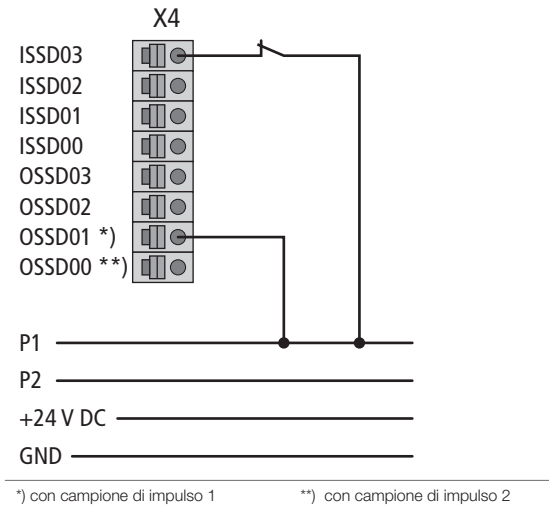 X4
ISSD03
ISSD02
ISSD01
ISSD00
OSSD03
OSSD02
OSSD01 *)
OSSD00 **)
P1
P2
+24 V DC
GND
*) con campione di impulso 1 **) con campione di impulso 2